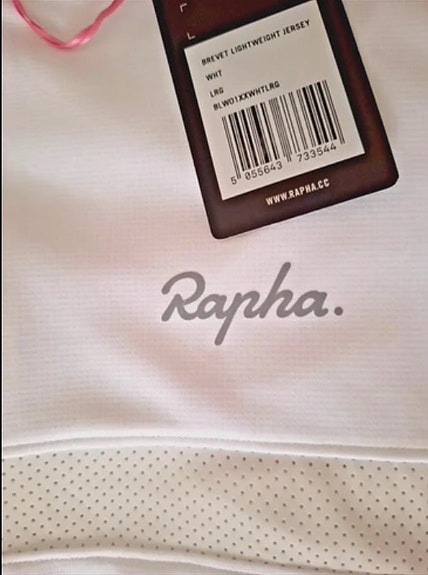 BREVET LIGHTWEIGHT JERSEY
WHT
LRG
BLW01XXWHTLRG
5 055643 733544
WWW.RAPHA.CC
Rapha.